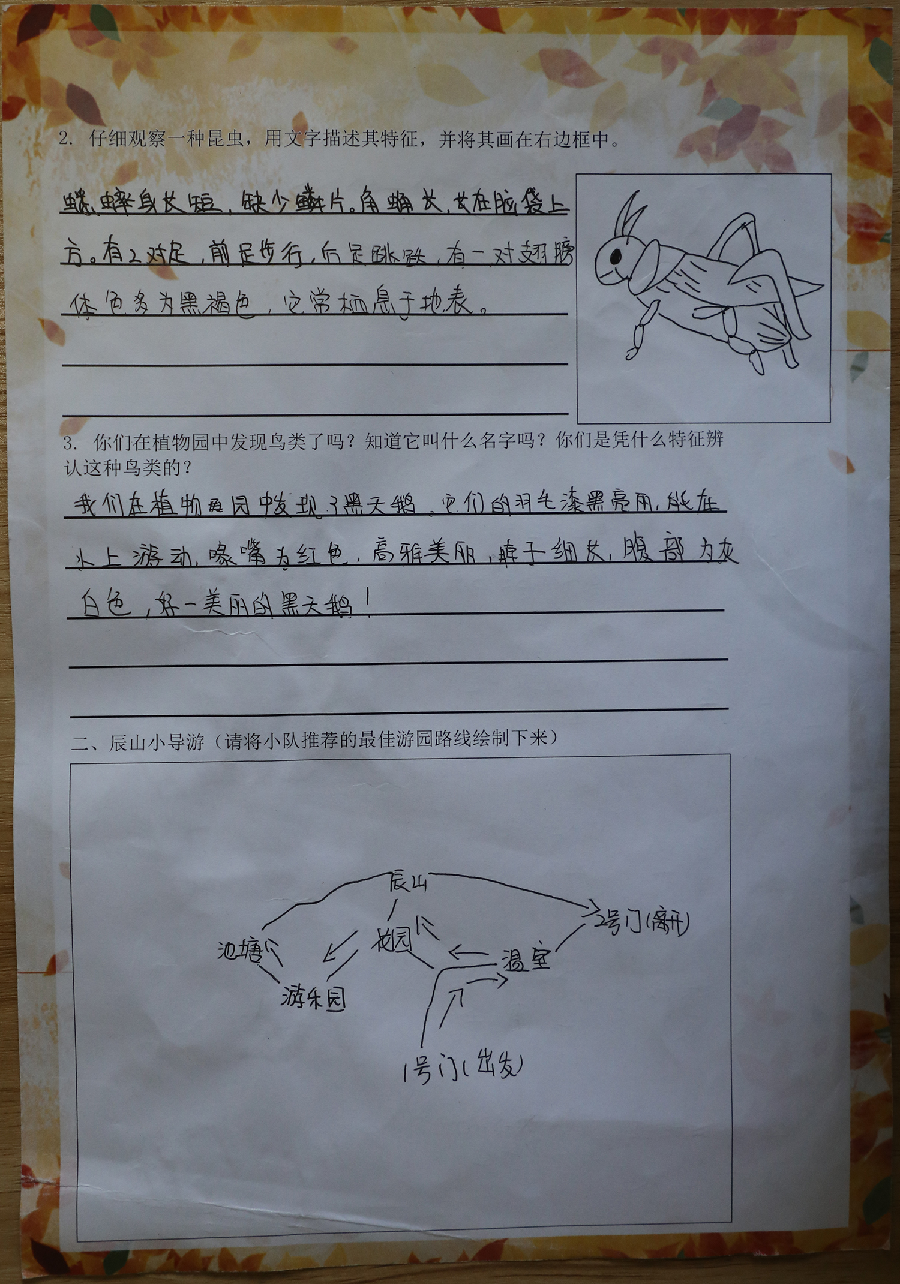 2. 仔细观察一种昆虫，用文字描述其特征，并将其画在右边框中。
蟋蟀身长短，缺少鳞片。角蛹长，长在脑袋上
方。有2对足，前足步行，后足跳跃，有一对翅膀
体色多为黑褐色，它常栖息于地表。
3. 你们在植物园中发现鸟类了吗？知道它叫什么名字吗？你们是凭什么特征辨
认这种鸟类的？
我们在植物园中发现了黑天鹅，它们的羽毛漆黑亮丽，能在
水上游动，喙嘴为红色，高雅美丽，脖子细长，腹部为灰
白色，好一美丽的黑天鹅！
二、辰山小导游（请将小队推荐的最佳游园路线绘制下来）
辰山
2号门(离开)
池塘
花园
温室
游乐园
1号门(出发)